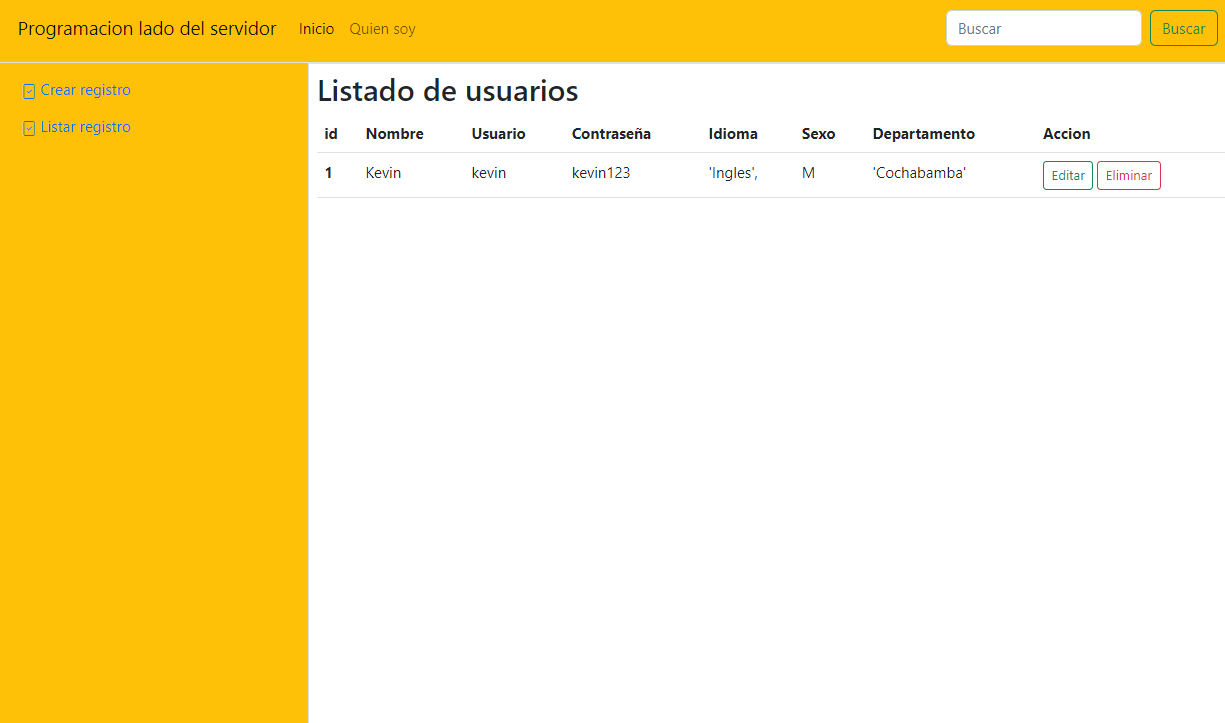 Programacion lado del servidor Inicio Quien soy Buscar Buscar
Crear registro
Listar registro
Listado de usuarios
id Nombre Usuario Contraseña Idioma Sexo Departamento Accion
1 Kevin kevin kevin123 'Ingles', M 'Cochabamba' Editar Eliminar